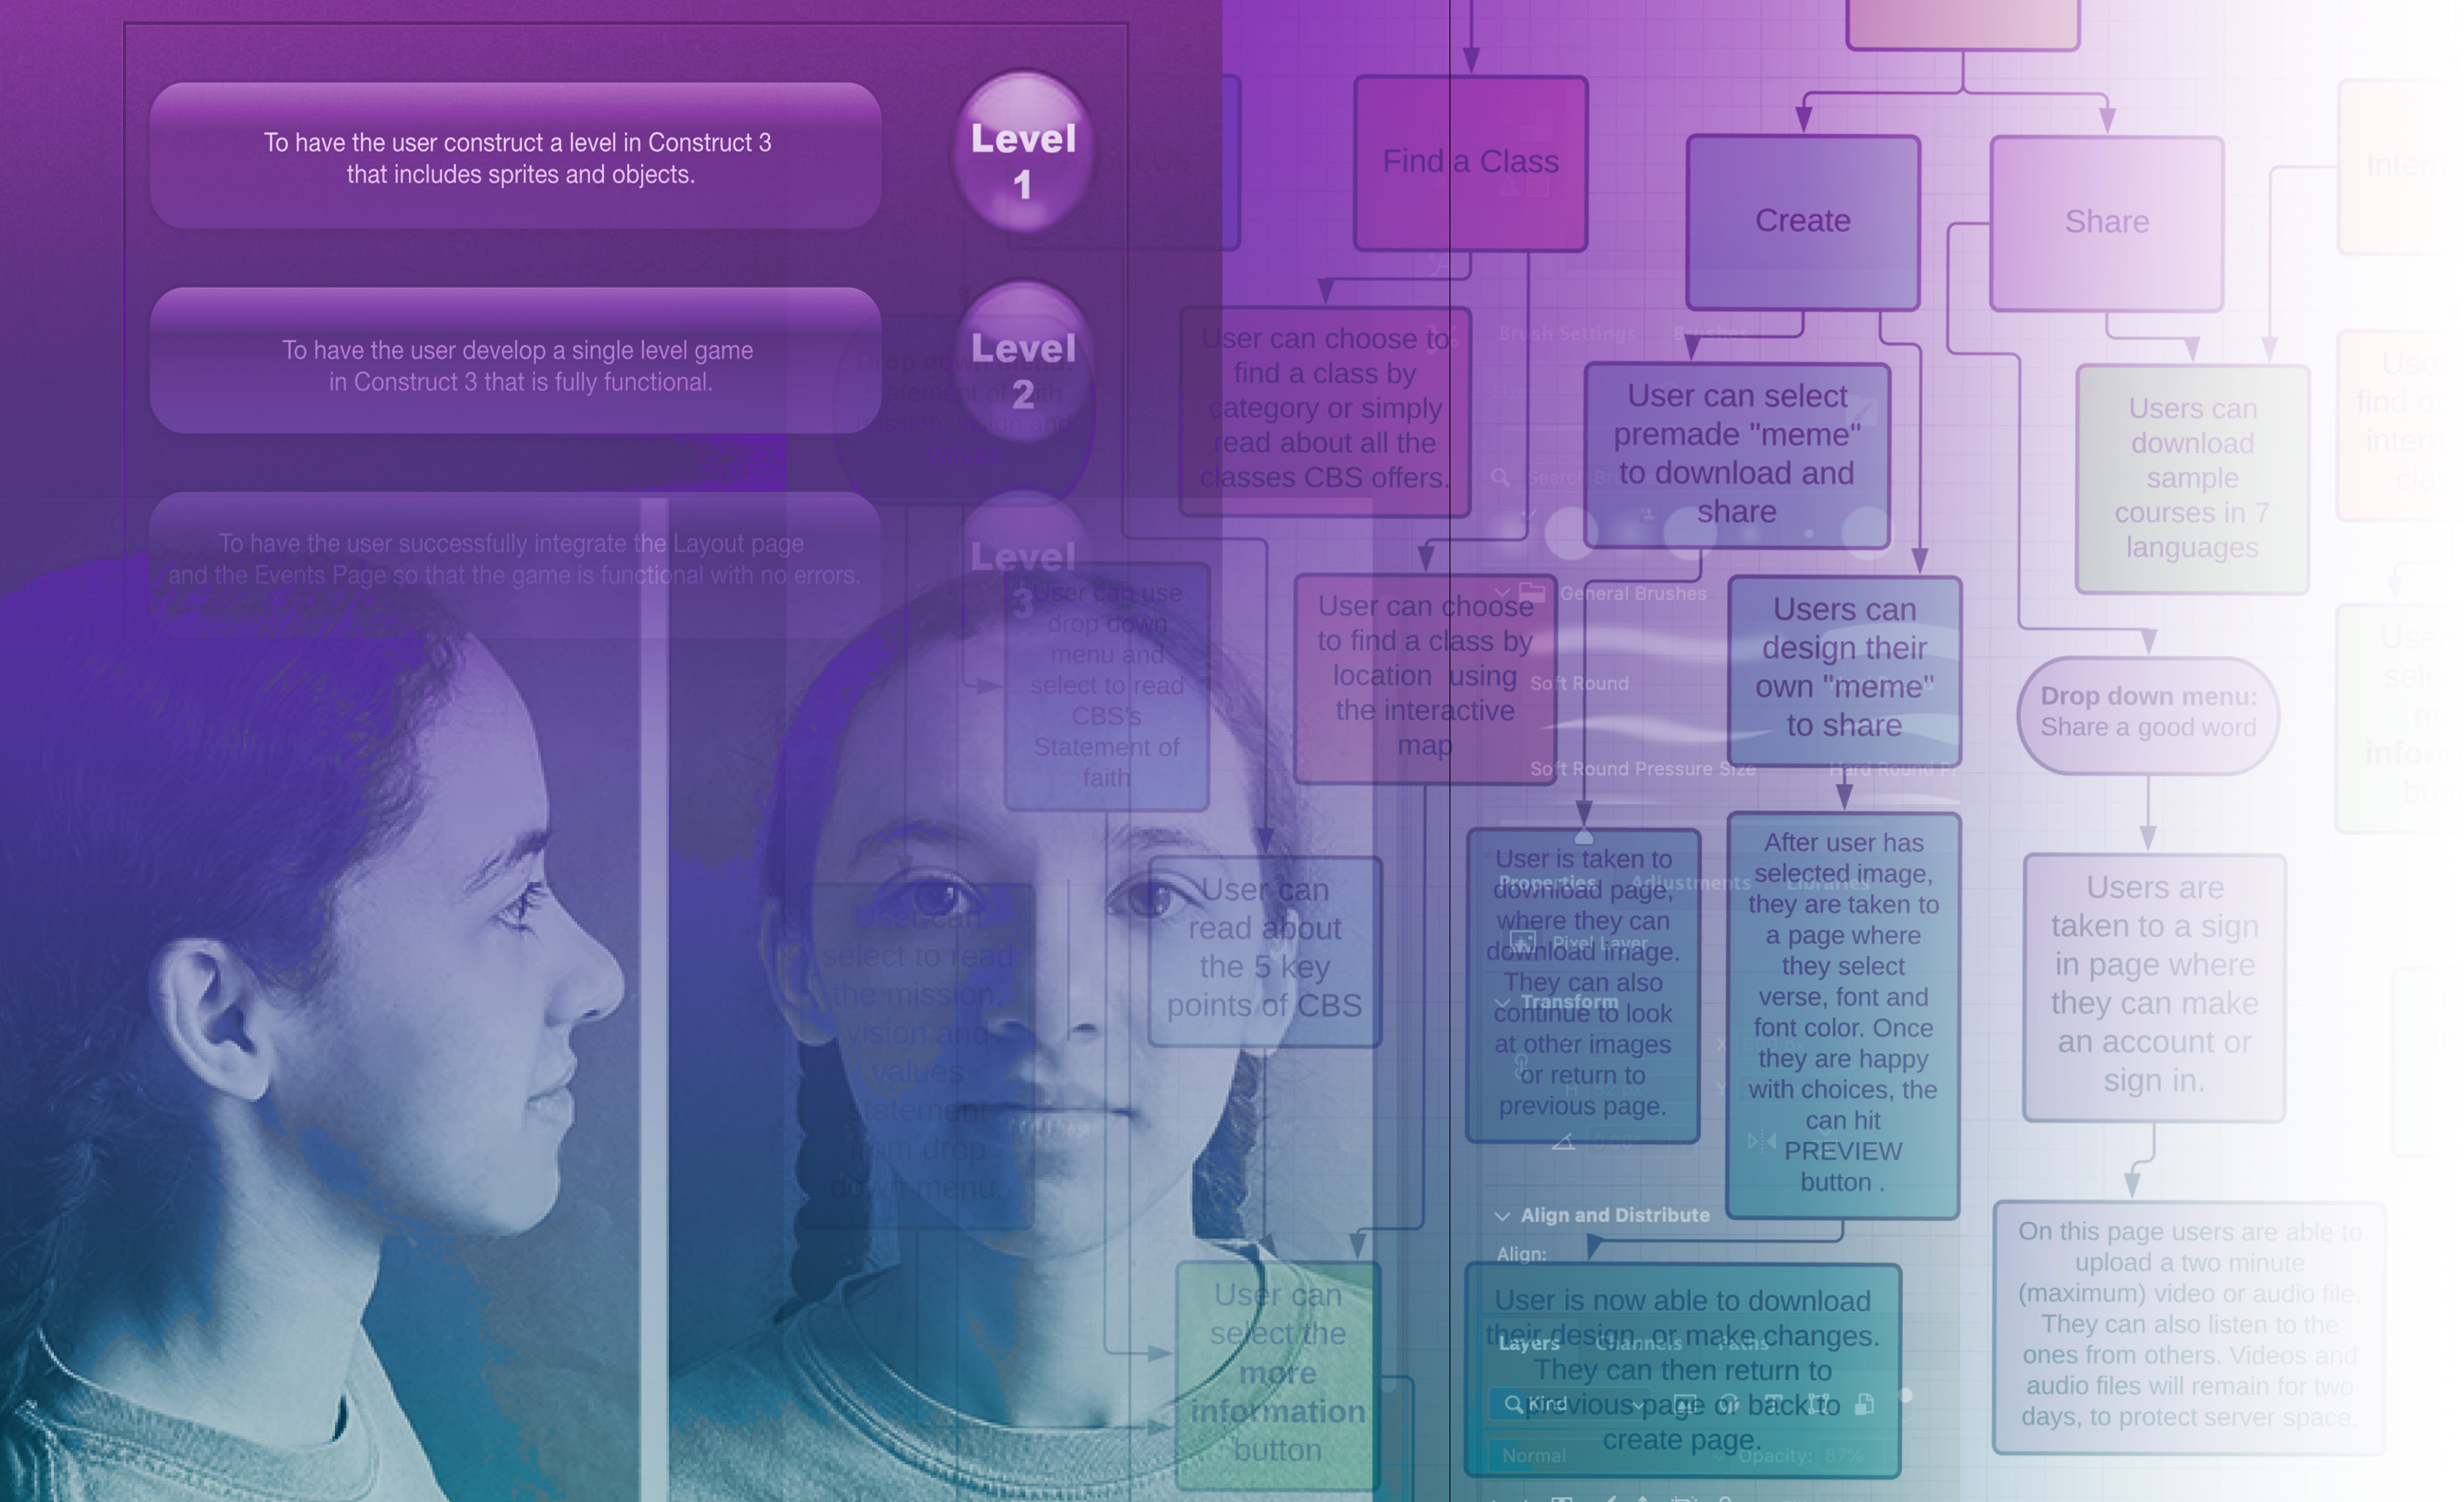 To have the user construct a level in Construct 3
that includes sprites and objects.
Level
1
To have the user develop a single level game
in Construct 3 that is fully functional.
Level
2
To have the user successfully integrate the Layout page
and the Events Page so that the game is functional with no errors.
Level
3
Drop down menu:
statement of faith
mission, vision and
values
User can use
drop down
menu and
select to read
CBS's
Statement of
faith
User can
select to read
the mission,
vision and
values
statement
from drop
down menu.
User can
read about
the 5 key
points of CBS
User can
select the
more
information
button
Find a Class
User can choose to
find a class by
category or simply
read about all the
classes CBS offers.
User can choose
to find a class by
location using
the interactive
map
Create
User can select
premade "meme"
to download and
share
Users can
design their
own "meme"
to share
User is taken to
download page,
where they can
download image.
They can also
continue to look
at other images
or return to
previous page.
After user has
selected image,
they are taken to
a page where
they select
verse, font and
font color. Once
they are happy
with choices, the
can hit
PREVIEW
button .
User is now able to download
their design, or make changes.
They can then return to
previous page or back to
create page.
Share
Users can
download
sample
courses in 7
languages
Drop down menu:
Share a good word
Users are
taken to a sign
in page where
they can make
an account or
sign in.
On this page users are able to
upload a two minute
(maximum) video or audio file.
They can also listen to the
ones from others. Videos and
audio files will remain for two
days, to protect server space.
Brush Settings Brushes
General Brushes
Soft Round
Soft Round Pressure Size
Hard Round
Properties Adjustments Libraries
Pixel Layer
Transform
Align and Distribute
Align:
Layers Channels Paths
Kind
Normal
Opacity: 87%